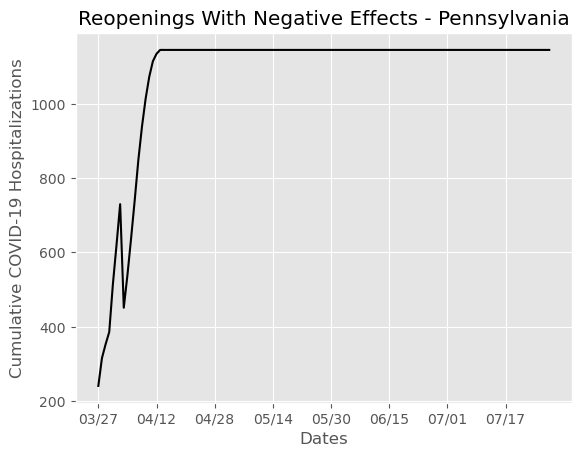 Reopenings With Negative Effects - Pennsylvania
Cumulative COVID-19 Hospitalizations
1000
800
600
400
200
03/27 04/12 04/28 05/14 05/30 06/15 07/01 07/17
Dates